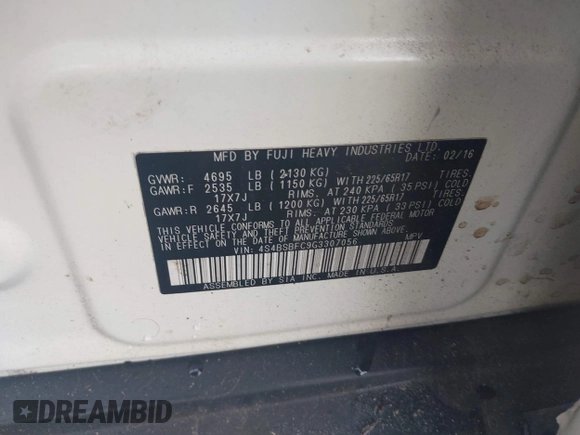 MFD BY FUJI HEAVY INDUSTRIES LTD.
DATE: 02/16
GVWR: 4695 LB (2130 KG)
GAWR:F 2535 LB (1150 KG) WITH 225/65R17 TIRES,
17X7J RIMS, AT 240 KPA (35 PSI) COLD
GAWR:R 2645 LB (1200 KG) WITH 225/65R17 TIRES,
17X7J RIMS, AT 230 KPA (33 PSI) COLD
THIS VEHICLE CONFORMS TO ALL APPLICABLE FEDERAL MOTOR
VEHICLE SAFETY AND THEFT PREVENTION STANDARDS
IN EFFECT ON THE DATE OF MANUFACTURE SHOWN ABOVE.
VIN: 4S4BSBFC9G3307056 MPV
ASSEMBLED BY SIA INC. MADE IN U.S.A.
DREAMBID